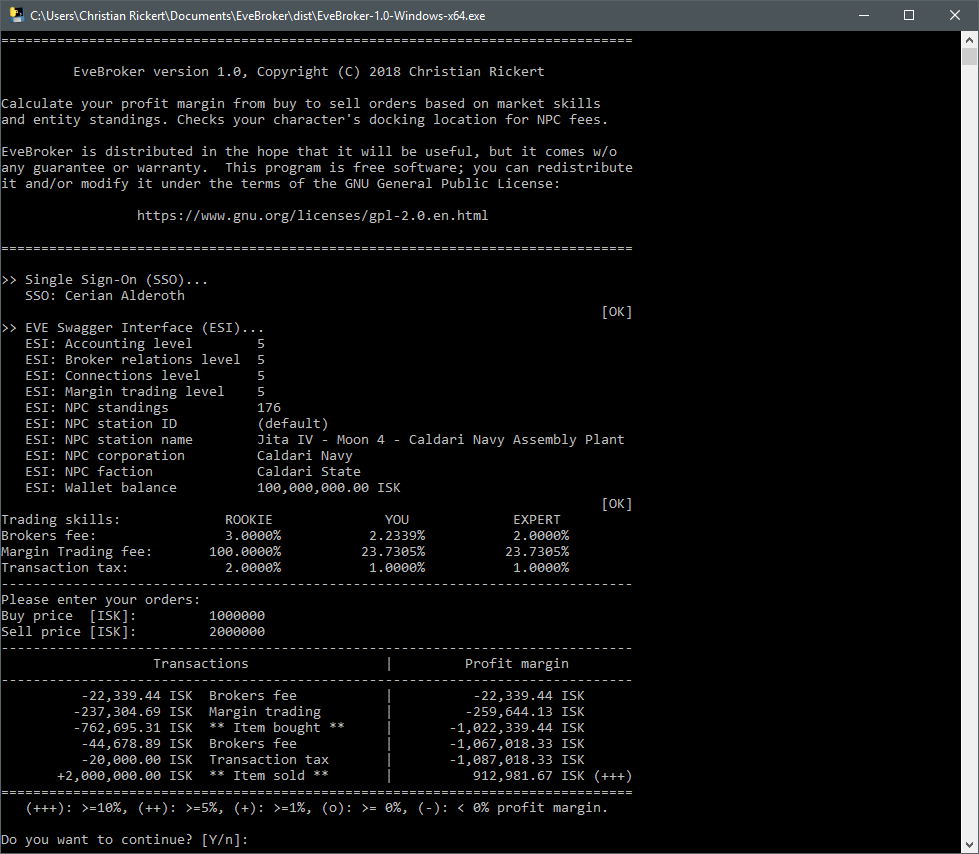 C:\Users\Christian Rickert\Documents\EveBroker\dist\EveBroker-1.0-Windows-x64.exe
===============================================================================
EveBroker version 1.0, Copyright (C) 2018 Christian Rickert
Calculate your profit margin from buy to sell orders based on market skills
and entity standings. Checks your character's docking location for NPC fees.
EveBroker is distributed in the hope that it will be useful, but it comes w/o
any guarantee or warranty.  This program is free software; you can redistribute
it and/or modify it under the terms of the GNU General Public License:
https://www.gnu.org/licenses/gpl-2.0.en.html
===============================================================================
>> Single Sign-On (SSO)...
   SSO: Cerian Alderoth
[OK]
>> EVE Swagger Interface (ESI)...
   ESI: Accounting level        5
   ESI: Broker relations level  5
   ESI: Connections level       5
   ESI: Margin trading level    5
   ESI: NPC standings           176
   ESI: NPC station ID          (default)
   ESI: NPC station name        Jita IV - Moon 4 - Caldari Navy Assembly Plant
   ESI: NPC corporation         Caldari Navy
   ESI: NPC faction             Caldari State
   ESI: Wallet balance          100,000,000.00 ISK
[OK]
Trading skills:             ROOKIE              YOU             EXPERT
Brokers fee:                3.0000%           2.2339%           2.0000%
Margin Trading fee:       100.0000%          23.7305%          23.7305%
Transaction tax:            2.0000%           1.0000%           1.0000%
-------------------------------------------------------------------------------
Please enter your orders:
Buy price  [ISK]:         1000000
Sell price [ISK]:         2000000
-------------------------------------------------------------------------------
Transactions                 |         Profit margin
-------------------------------------------------------------------------------
-22,339.44 ISK  Brokers fee           |          -22,339.44 ISK
-237,304.69 ISK  Margin trading        |         -259,644.13 ISK
-762,695.31 ISK  ** Item bought **     |       -1,022,339.44 ISK
-44,678.89 ISK  Brokers fee           |       -1,067,018.33 ISK
-20,000.00 ISK  Transaction tax       |       -1,087,018.33 ISK
+2,000,000.00 ISK  ** Item sold **       |          912,981.67 ISK (+++)
===============================================================================
(+++): >=10%, (++): >=5%, (+): >=1%, (o): >= 0%, (-): < 0% profit margin.
Do you want to continue? [Y/n]: